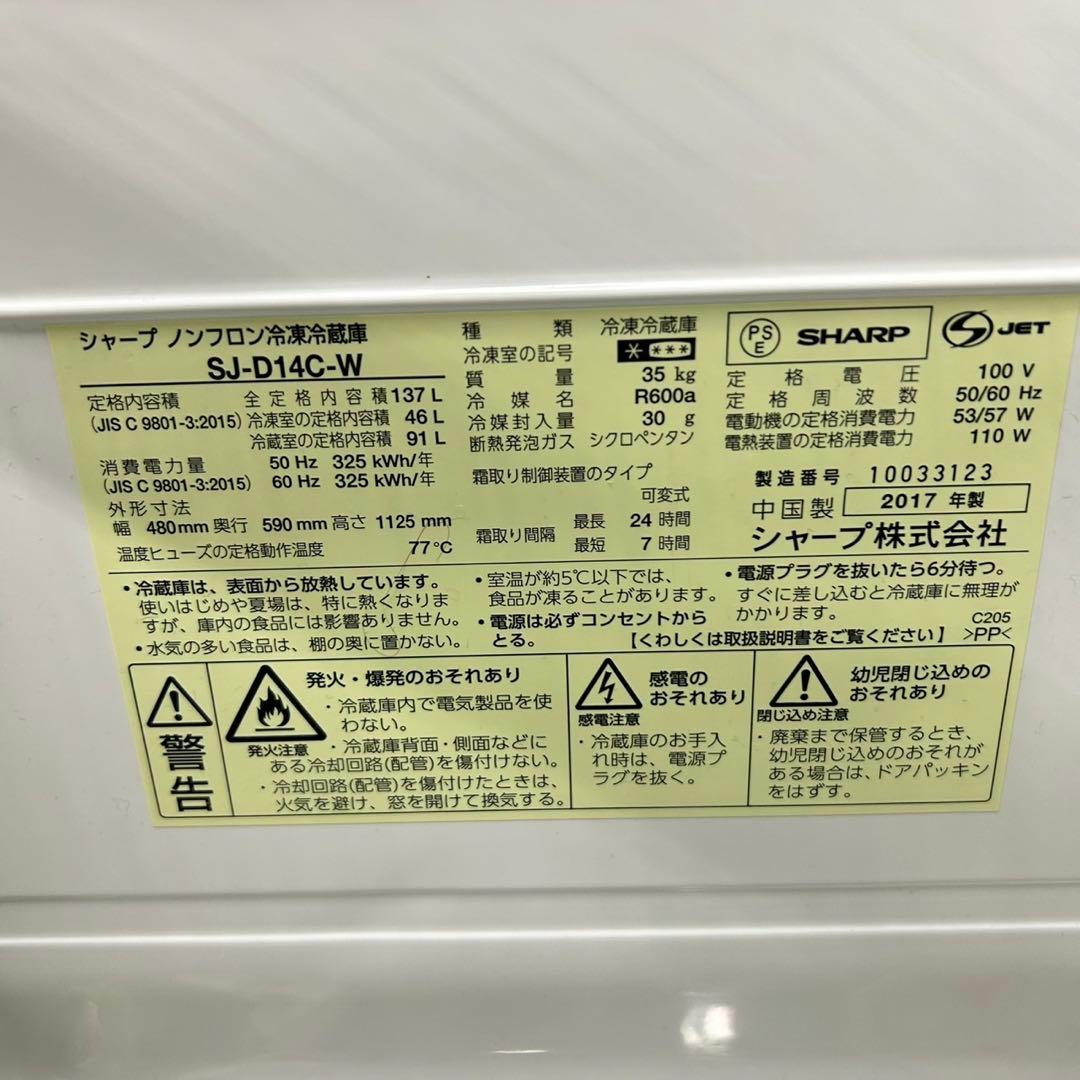 シャープ ノンフロン冷凍冷蔵庫
SJ-D14C-W
定格内容積 全定格内容積 137 L
(JIS C 9801-3:2015) 冷凍室の定格内容積 46 L
冷蔵室の定格内容積 91 L
消費電力量 50 Hz 325 kWh/年
(JIS C 9801-3:2015) 60 Hz 325 kWh/年
外形寸法
幅 480mm 奥行 590 mm 高さ 1125 mm
温度ヒューズの定格動作温度 77℃
種類 冷凍冷蔵庫
冷凍室の記号 * ***
質量 35 kg
冷媒名 R600a
冷媒封入量 30 g
断熱発泡ガス シクロペンタン
霜取り制御装置のタイプ
可変式
霜取り間隔 最長 24 時間
最短 7 時間
PSE SHARP S JET
定格電圧 100 V
定格周波数 50/60 Hz
電動機の定格消費電力 53/57 W
電熱装置の定格消費電力 110 W
製造番号 10033123
中国製 2017 年製
シャープ株式会社
・冷蔵庫は、表面から放熱しています。
使いはじめや夏場は、特に熱くなりま
すが、庫内の食品には影響ありません。
・水気の多い食品は、棚の奥に置かない。
・室温が約5℃以下では、
食品が凍ることがあります。
・電源は必ずコンセントから
とる。
・電源プラグを抜いたら6分待つ。
すぐに差し込むと冷蔵庫に無理が
かかります。 C205
【くわしくは取扱説明書をご覧ください】 >PP<
警告
発火・爆発のおそれあり
発火注意
・冷蔵庫内で電気製品を使
わない。
・冷蔵庫背面・側面などに
ある冷却回路(配管)を傷付けない。
・冷却回路(配管)を傷付けたときは、
火気を避け、窓を開けて換気する。
感電の
おそれあり
感電注意
・冷蔵庫のお手入
れ時は、電源プ
ラグを抜く。
幼児閉じ込めの
おそれあり
閉じ込め注意
・廃棄まで保管するとき、
幼児閉じ込めのおそれが
ある場合は、ドアパッキン
をはずす。